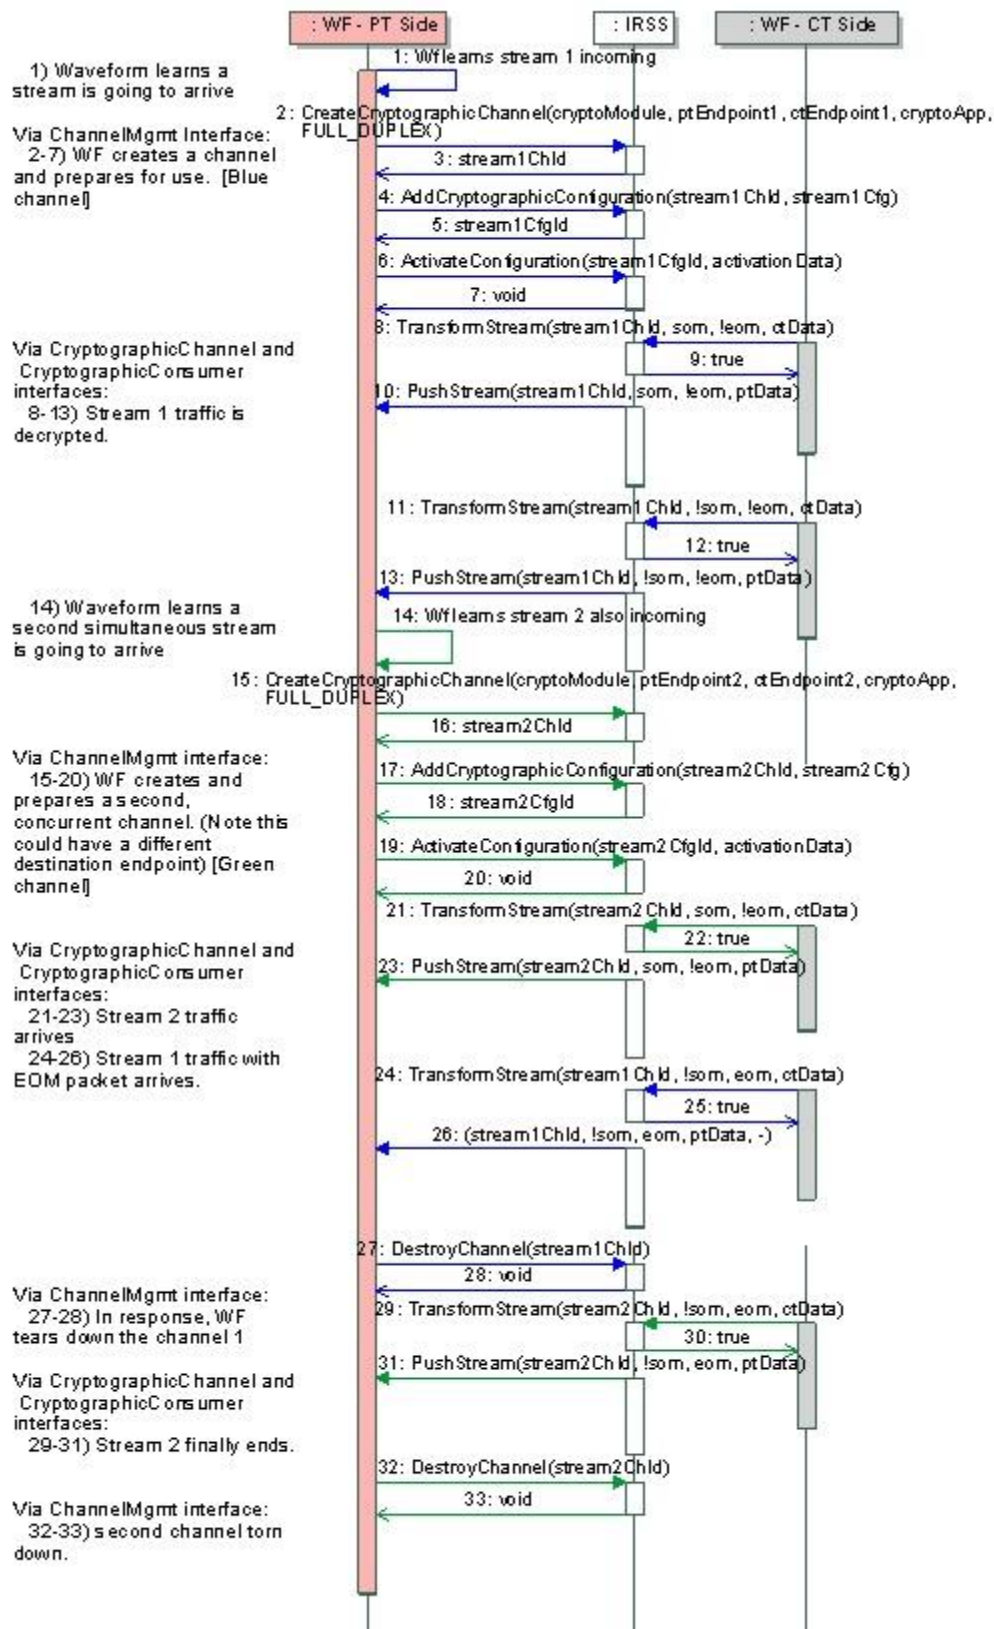 : WF - PT Side
: IRSS
: WF - CT Side
1: Wf learns stream 1 incoming
1) Waveform learns a
stream is going to arrive
2: CreateCryptographicChannel(cryptoModule, ptEndpoint1, ctEndpoint1, cryptoApp,
FULL_DUPLEX)
Via ChannelMgmt Interface:
2-7) WF creates a channel
and prepares for use. [Blue
channel]
3: stream1ChId
4: AddCryptographicConfiguration(stream1ChId, stream1Cfg)
5: stream1CfgId
6: ActivateConfiguration(stream1CfgId, activationData)
7: void
8: TransformStream(stream1ChId, som, !eom, ctData)
Via CryptographicChannel and
CryptographicConsumer
interfaces:
8-13) Stream 1 traffic is
decrypted.
9: true
10: PushStream(stream1ChId, som, !eom, ptData)
11: TransformStream(stream1ChId, !som, !eom, ctData)
12: true
13: PushStream(stream1ChId, !som, !eom, ptData)
14) Waveform learns a
second simultaneous stream
is going to arrive
14: Wf learns stream 2 also incoming
15: CreateCryptographicChannel(cryptoModule, ptEndpoint2, ctEndpoint2, cryptoApp,
FULL_DUPLEX)
16: stream2ChId
Via ChannelMgmt interface:
15-20) WF creates and
prepares a second,
concurrent channel. (Note this
could have a different
destination endpoint) [Green
channel]
17: AddCryptographicConfiguration(stream2ChId, stream2Cfg)
18: stream2CfgId
19: ActivateConfiguration(stream2CfgId, activationData)
20: void
21: TransformStream(stream2ChId, som, !eom, ctData)
22: true
23: PushStream(stream2ChId, som, !eom, ptData)
Via CryptographicChannel and
CryptographicConsumer
interfaces:
21-23) Stream 2 traffic
arrives
24-26) Stream 1 traffic with
EOM packet arrives.
24: TransformStream(stream1ChId, !som, eom, ctData)
25: true
26: (stream1ChId, !som, eom, ptData, -)
27: DestroyChannel(stream1ChId)
28: void
Via ChannelMgmt interface:
27-28) In response, WF
tears down the channel 1
29: TransformStream(stream2ChId, !som, eom, ctData)
30: true
31: PushStream(stream2ChId, !som, eom, ptData)
Via CryptographicChannel and
CryptographicConsumer
interfaces:
29-31) Stream 2 finally ends.
32: DestroyChannel(stream2ChId)
33: void
Via ChannelMgmt interface:
32-33) second channel torn
down.